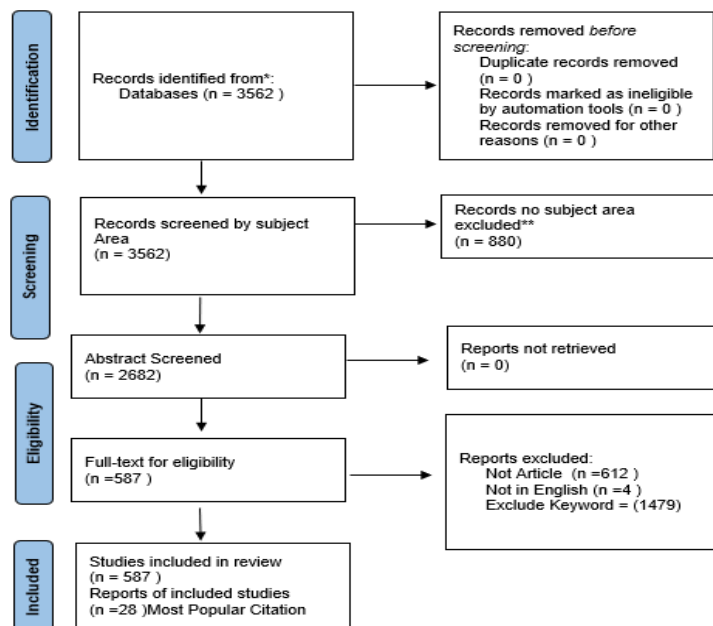 Identification
Records identified from*:
Databases (n = 3562 )
Records removed before
screening:
Duplicate records removed
(n = 0 )
Records marked as ineligible
by automation tools (n = 0 )
Records removed for other
reasons (n = 0 )
Screening
Records screened by subject
Area
(n = 3562)
Records no subject area
excluded**
(n = 880)
Eligibility
Abstract Screened
(n = 2682)
Reports not retrieved
(n = 0)
Full-text for eligibility
(n =587 )
Reports excluded:
Not Article (n =612 )
Not in English (n =4 )
Exclude Keyword = (1479)
Included
Studies included in review
(n = 587 )
Reports of included studies
(n =28 )Most Popular Citation